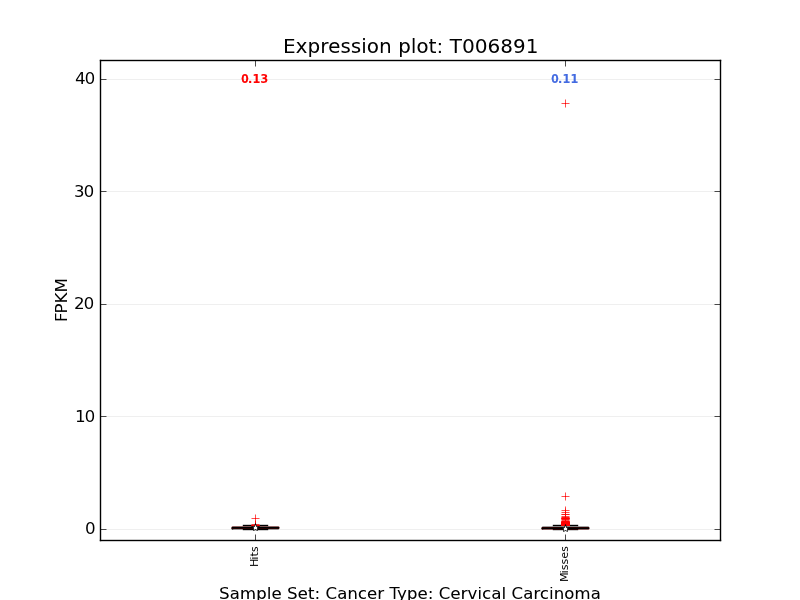 Expression plot: T006891
40
0.13
0.11
30
FPKM
20
10
0
Hits
Misses
Sample Set: Cancer Type: Cervical Carcinoma